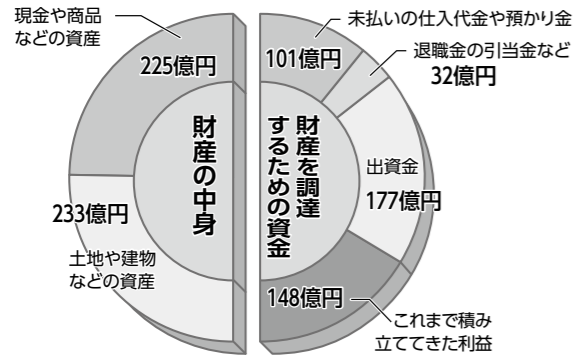 現金や商品
などの資産
225億円
233億円
土地や建物
などの資産
財産の中身
財産を調達
するための資金
未払いの仕入代金や預かり金
101億円
退職金の引当金など
32億円
出資金
177億円
148億円
これまで積み
立ててきた利益